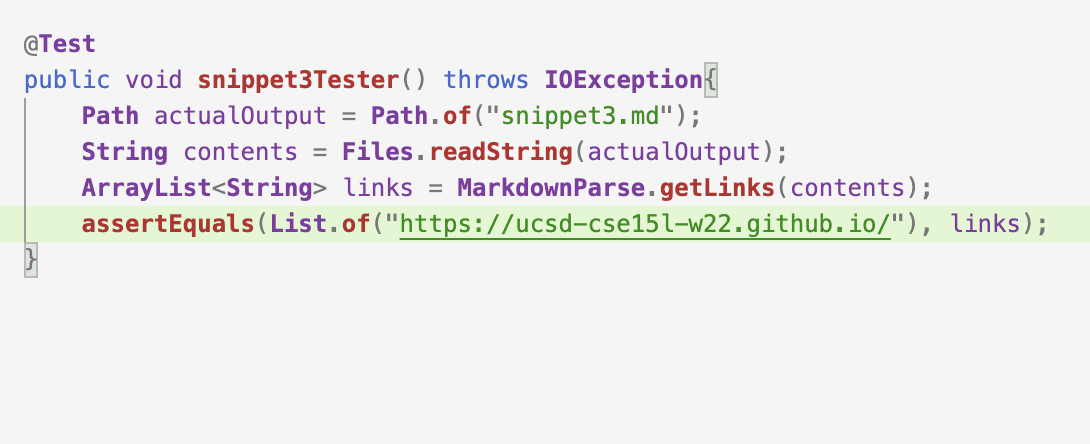 @Test
public void snippet3Tester() throws IOException{
    Path actualOutput = Path.of("snippet3.md");
    String contents = Files.readString(actualOutput);
    ArrayList<String> links = MarkdownParse.getLinks(contents);
    assertEquals(List.of("https://ucsd-cse15l-w22.github.io/"), links);
}